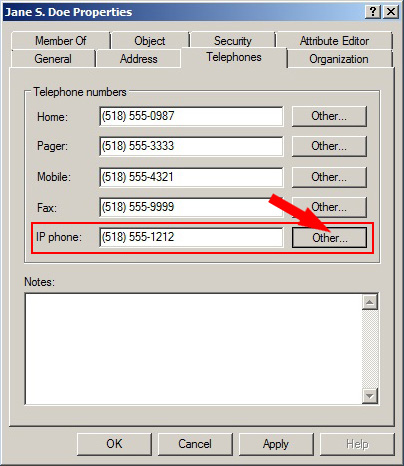 Jane S. Doe Properties
Member Of Object Security Attribute Editor
General Address Telephones Organization
Telephone numbers
Home: (518) 555-0987 Other...
Pager: (518) 555-3333 Other...
Mobile: (518) 555-4321 Other...
Fax: (518) 555-9999 Other...
IP phone: (518) 555-1212 Other...
Notes:
OK Cancel Apply Help